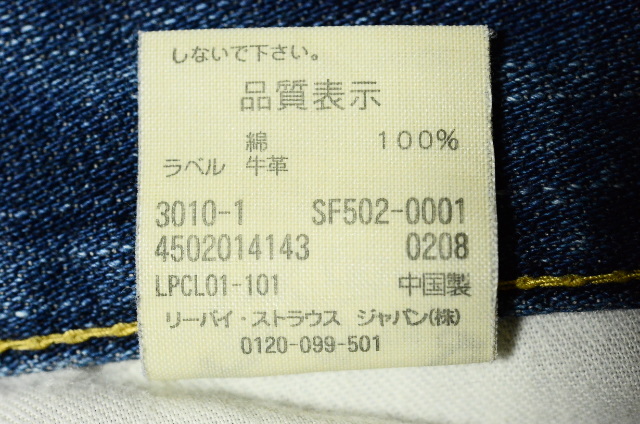 しないで下さい。
品質表示
綿 100%
ラベル 牛革
3010-1 SF502-0001
4502014143 0208
LPCL01-101 中国製
リーバイ・ストラウス ジャパン(株)
0120-099-501